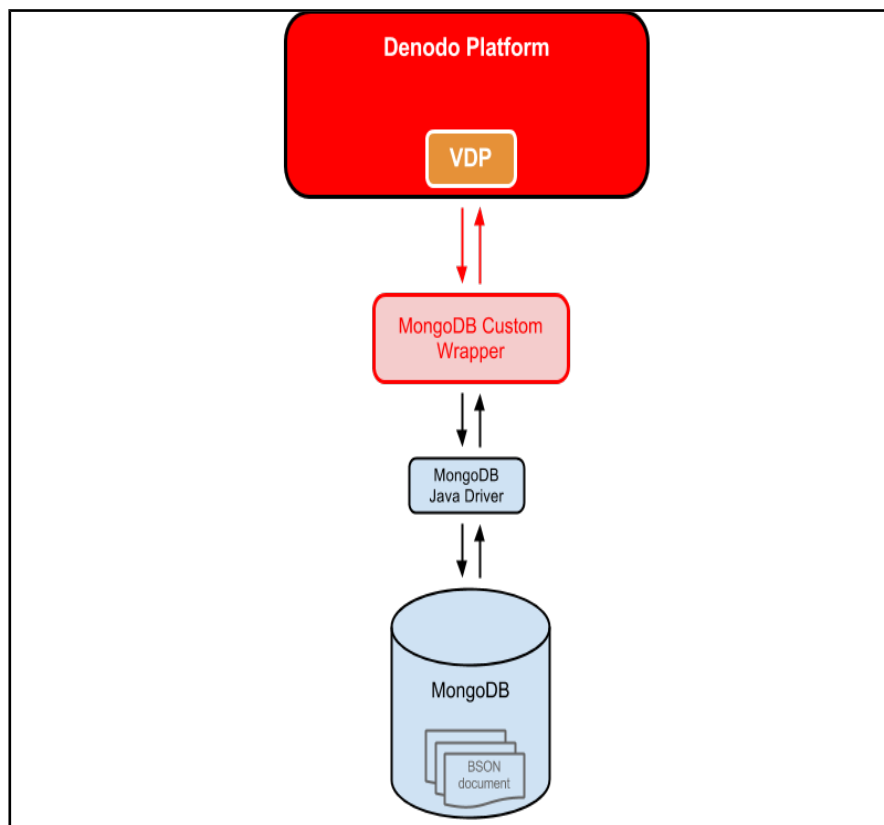 Denodo Platform
VDP
MongoDB Custom
Wrapper
MongoDB
Java Driver
MongoDB
BSON
document